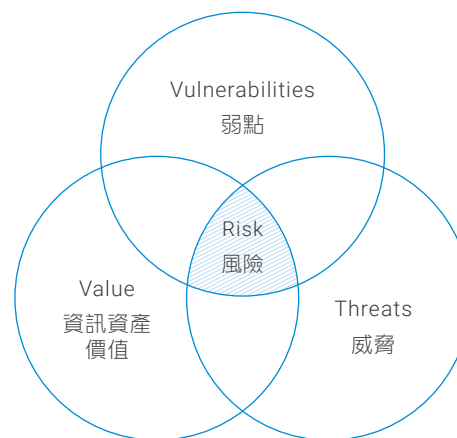 Vulnerabilities
弱點
Risk
風險
Value
資訊資產
價值
Threats
威脅